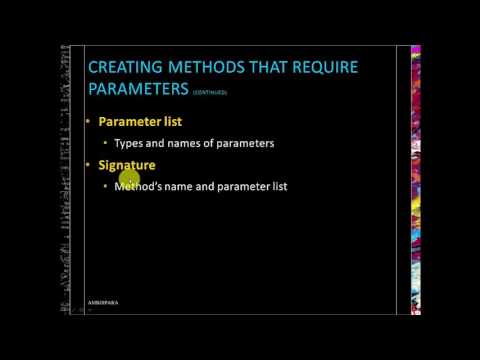 CREATING METHODS THAT REQUIRE
PARAMETERS (CONTINUED)
• Parameter list
• Types and names of parameters
• Signature
• Method's name and parameter list